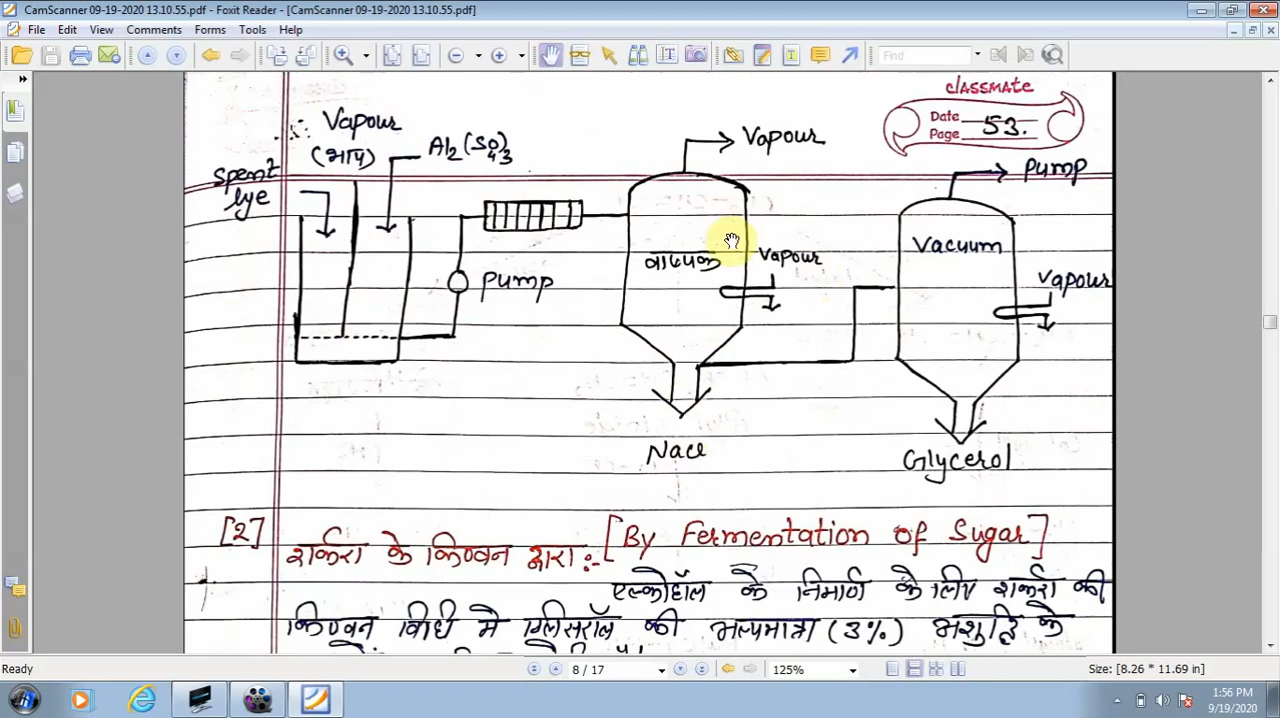 CamScanner 09-19-2020 13.10.55.pdf - Foxit Reader - [CamScanner 09-19-2020 13.10.55.pdf]
File Edit View Comments Forms Tools Help
Find
classmate
Date
Page 53.
Vapour
(भाप)
Al2(SO4)3
Spent
lye
Vapour
Pump
Vacuum
वाष्पक
Vapour
Pump
Vapour
NaCl
Glycerol
[2] शर्करा के किण्वन द्वारा :- [By Fermentation of Sugar]
एल्कोहॉल के निर्माण के लिए शर्करा की
किण्वन विधि में ग्लिसरॉल की अल्पमात्रा (3%) अशुद्धि के
Ready
8 / 17
125%
Size: [8.26 * 11.69 in]
1:56 PM
9/19/2020